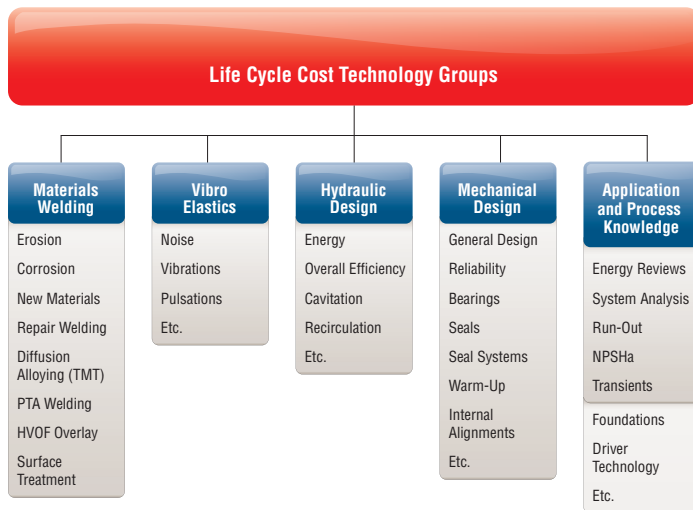 Life Cycle Cost Technology Groups
Materials
Welding
Erosion
Corrosion
New Materials
Repair Welding
Diffusion
Alloying (TMT)
PTA Welding
HVOF Overlay
Surface
Treatment
Vibro
Elastics
Noise
Vibrations
Pulsations
Etc.
Hydraulic
Design
Energy
Overall Efficiency
Cavitation
Recirculation
Etc.
Mechanical
Design
General Design
Reliability
Bearings
Seals
Seal Systems
Warm-Up
Internal
Alignments
Etc.
Application
and Process
Knowledge
Energy Reviews
System Analysis
Run-Out
NPSHa
Transients
Foundations
Driver
Technology
Etc.